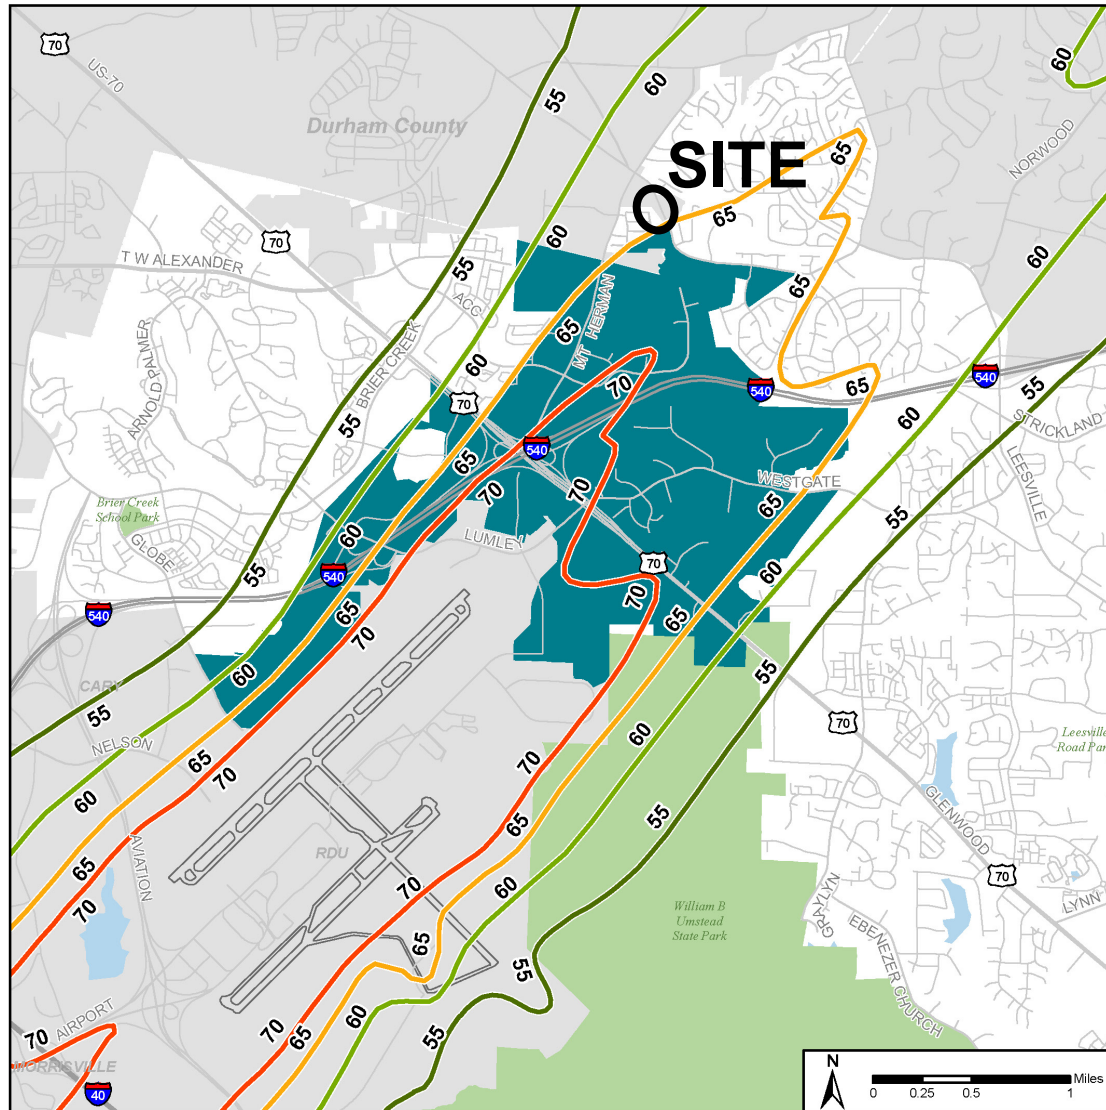 70
US-70
55
60
60
Durham County
SITE
65
NORWOOD
65
60
70
T W ALEXANDER
55
60
65
ACC
MT HERMAN
65
ARNOLD PALMER
BRIER CREEK
60
70
540
540
65
60
55
STRICKLAND
70
55
540
65
70
70
WESTGATE
LEESVILLE
Brier Creek
School Park
65
55
GLOBE
60
LUMLEY
70
60
55
540
540
65
70
70
65
CARY
60
55
55
NELSON
65
70
60
70
Leesville
Road Park
70
60
65
55
GLENWOOD
AVIATION
RDU
65
70
70
70
60
William B
Umstead
State Park
GRAYLYN
LYNN
EBENEZER CHURCH
65
55
AIRPORT
70
70
65
60
55
MORRISVILLE
40
N
0
0.25
0.5
1
Miles